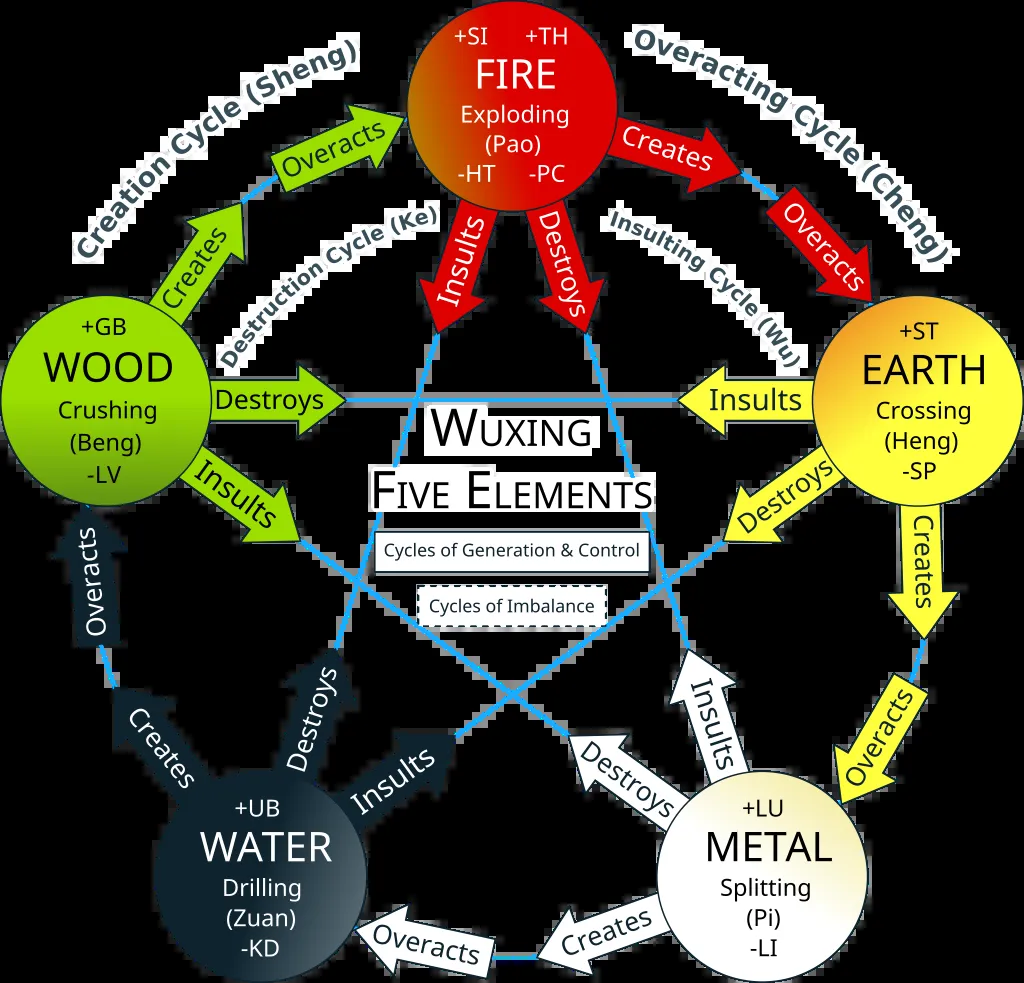 Creation Cycle (Sheng)
Overacting Cycle (Cheng)
+SI +TH
FIRE
Exploding
(Pao)
-HT -PC
Overacts
Creates
Creates
Overacts
Insults
Destroys
Destruction Cycle (Ke)
Insulting Cycle (Wu)
+GB
WOOD
Crushing
(Beng)
-LV
Destroys
Insults
+ST
EARTH
Crossing
(Heng)
-SP
Insults
Destroys
WUXING
FIVE ELEMENTS
Cycles of Generation & Control
Cycles of Imbalance
Overacts
Creates
Creates
Overacts
Destroys
Insults
Insults
Destroys
+UB
WATER
Drilling
(Zuan)
-KD
+LU
METAL
Splitting
(Pi)
-LI
Overacts
Creates